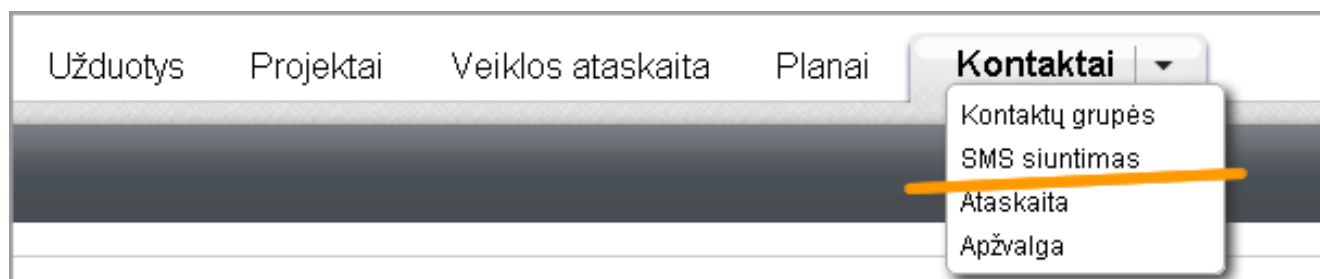 Užduotys Projektai Veiklos ataskaita Planai Kontaktai
Kontaktų grupės
SMS siuntimas
Ataskaita
Apžvalga